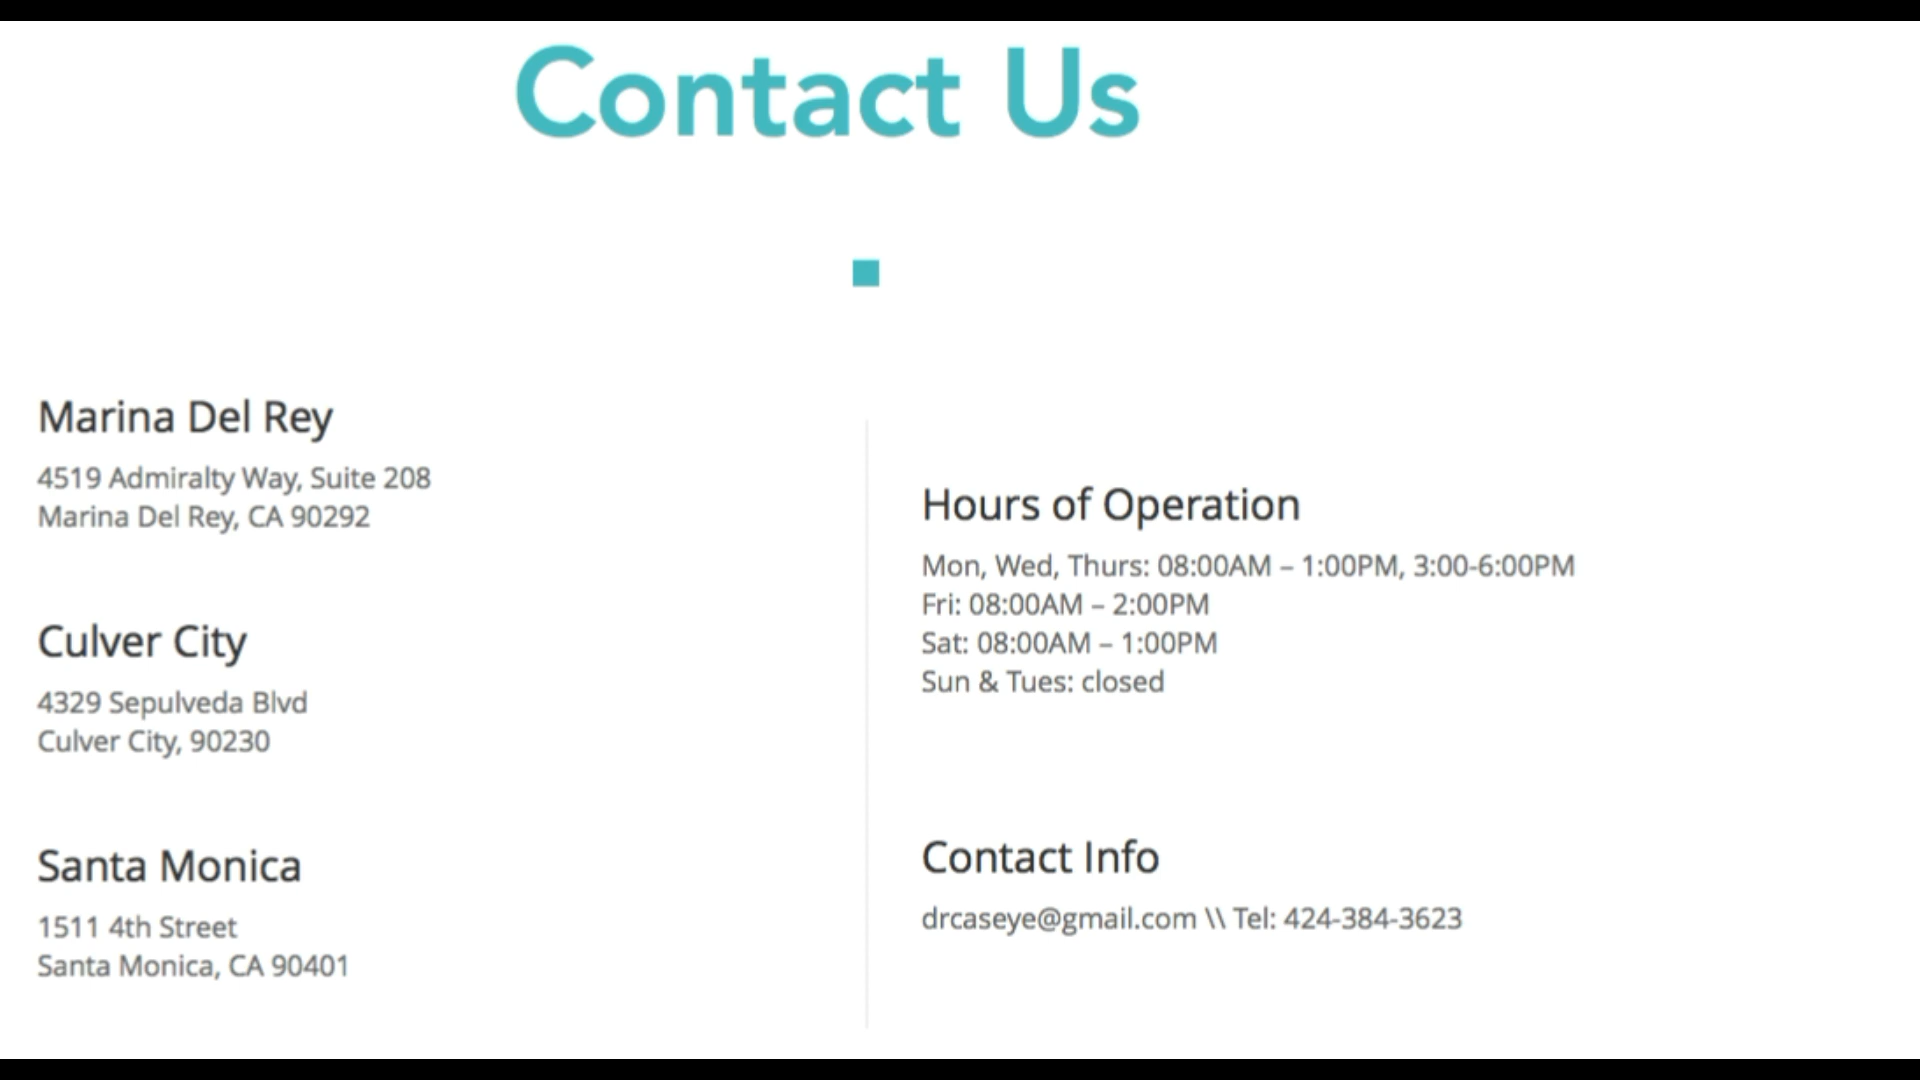 Contact Us
Marina Del Rey
4519 Admiralty Way, Suite 208
Marina Del Rey, CA 90292
Culver City
4329 Sepulveda Blvd
Culver City, 90230
Santa Monica
1511 4th Street
Santa Monica, CA 90401
Hours of Operation
Mon, Wed, Thurs: 08:00AM – 1:00PM, 3:00-6:00PM
Fri: 08:00AM – 2:00PM
Sat: 08:00AM – 1:00PM
Sun & Tues: closed
Contact Info
drcaseye@gmail.com \\ Tel: 424-384-3623